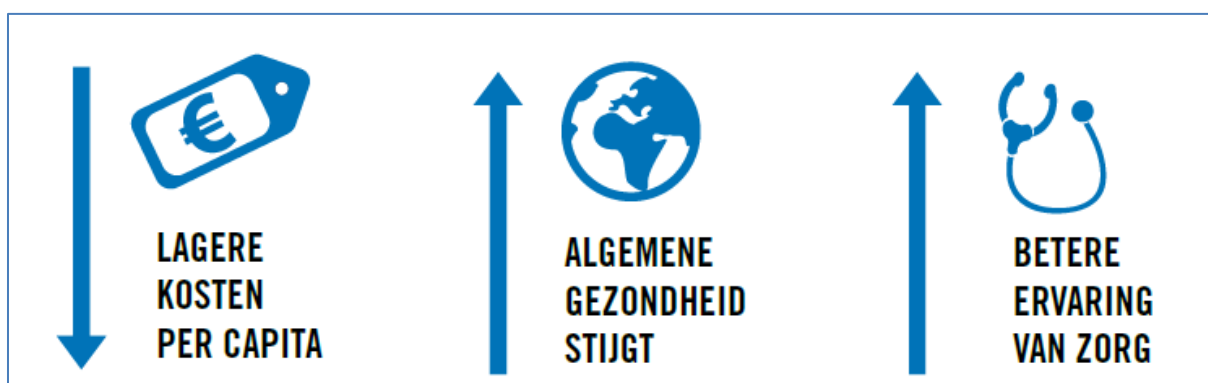 €
LAGERE
KOSTEN
PER CAPITA
ALGEMENE
GEZONDHEID
STIJGT
BETERE
ERVARING
VAN ZORG